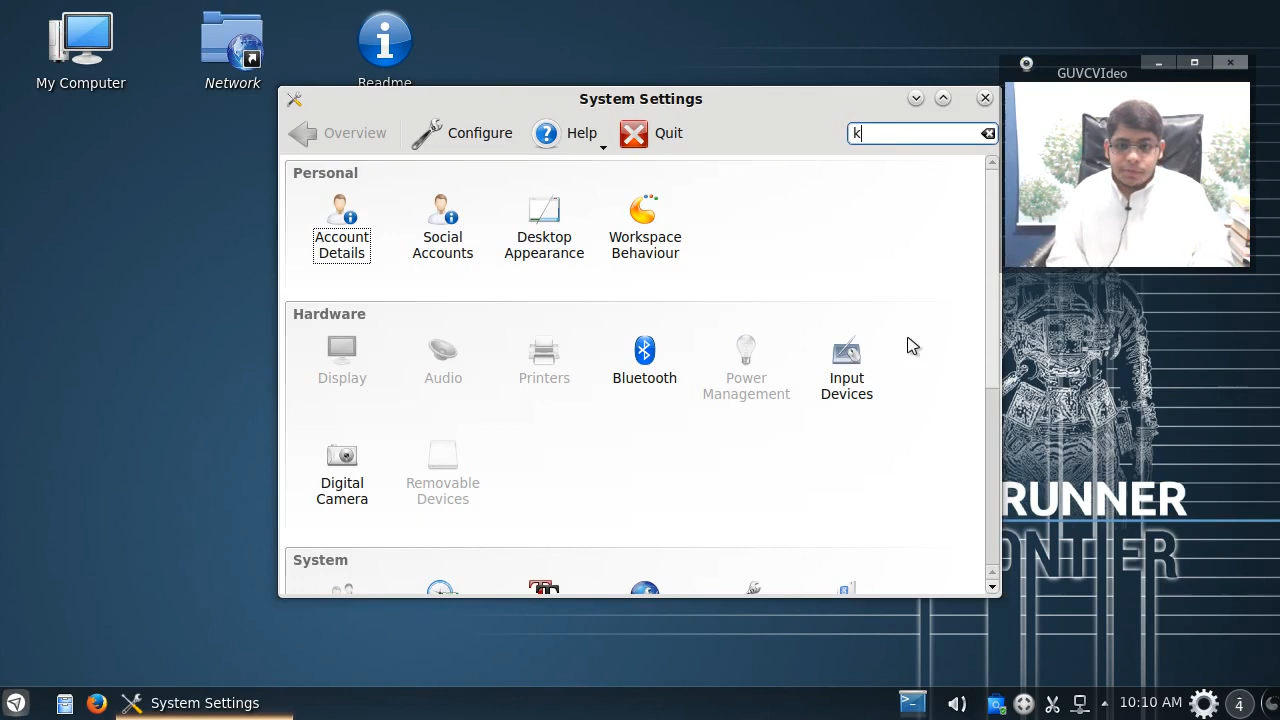 My Computer
Network
Readme
GUVCVIdeo
System Settings
Overview
Configure
Help
Quit
k
Personal
Account
Details
Social
Accounts
Desktop
Appearance
Workspace
Behaviour
Hardware
Display
Audio
Printers
Bluetooth
Power
Management
Input
Devices
Digital
Camera
Removable
Devices
System
RUNNER
ONTIER
System Settings
10:10 AM
4